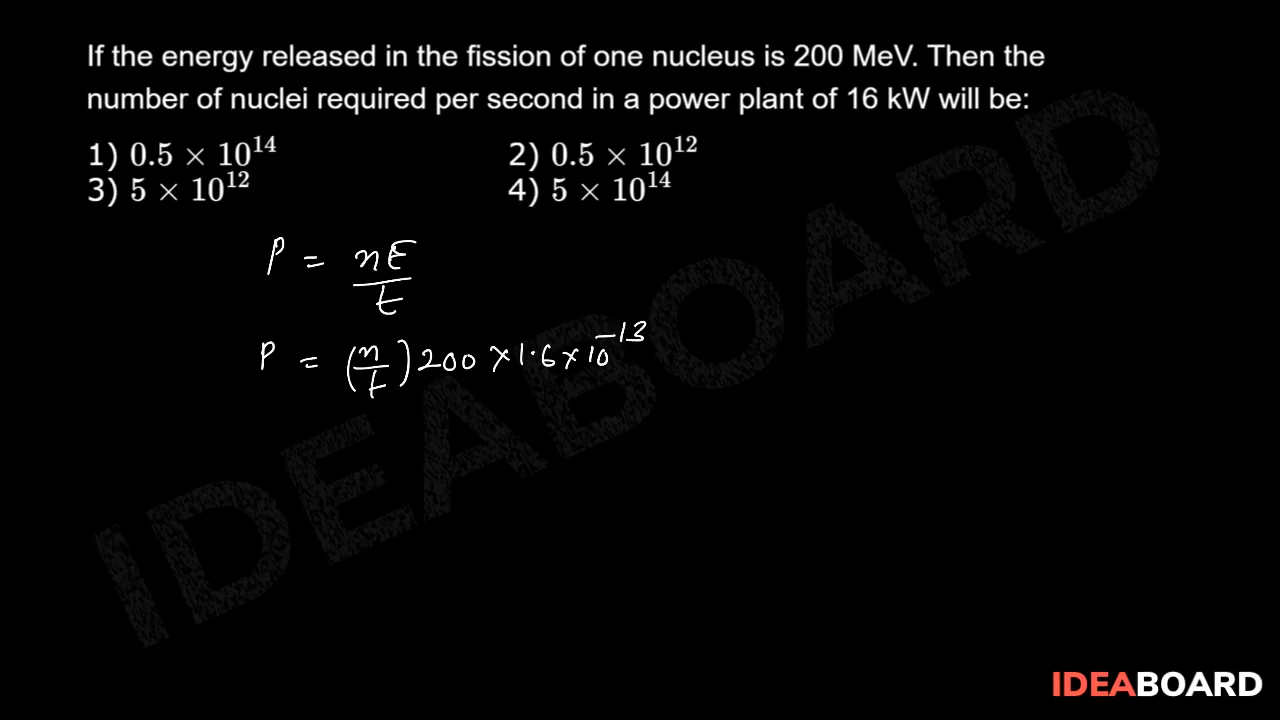 If the energy released in the fission of one nucleus is 200 MeV. Then the
number of nuclei required per second in a power plant of 16 kW will be:
1) 0.5 × 10^14 2) 0.5 × 10^12
3) 5 × 10^12 4) 5 × 10^14
P = nE/t
P = (n/t) 200 × 1.6 × 10^-13
IDEABOARD
IDEABOARD